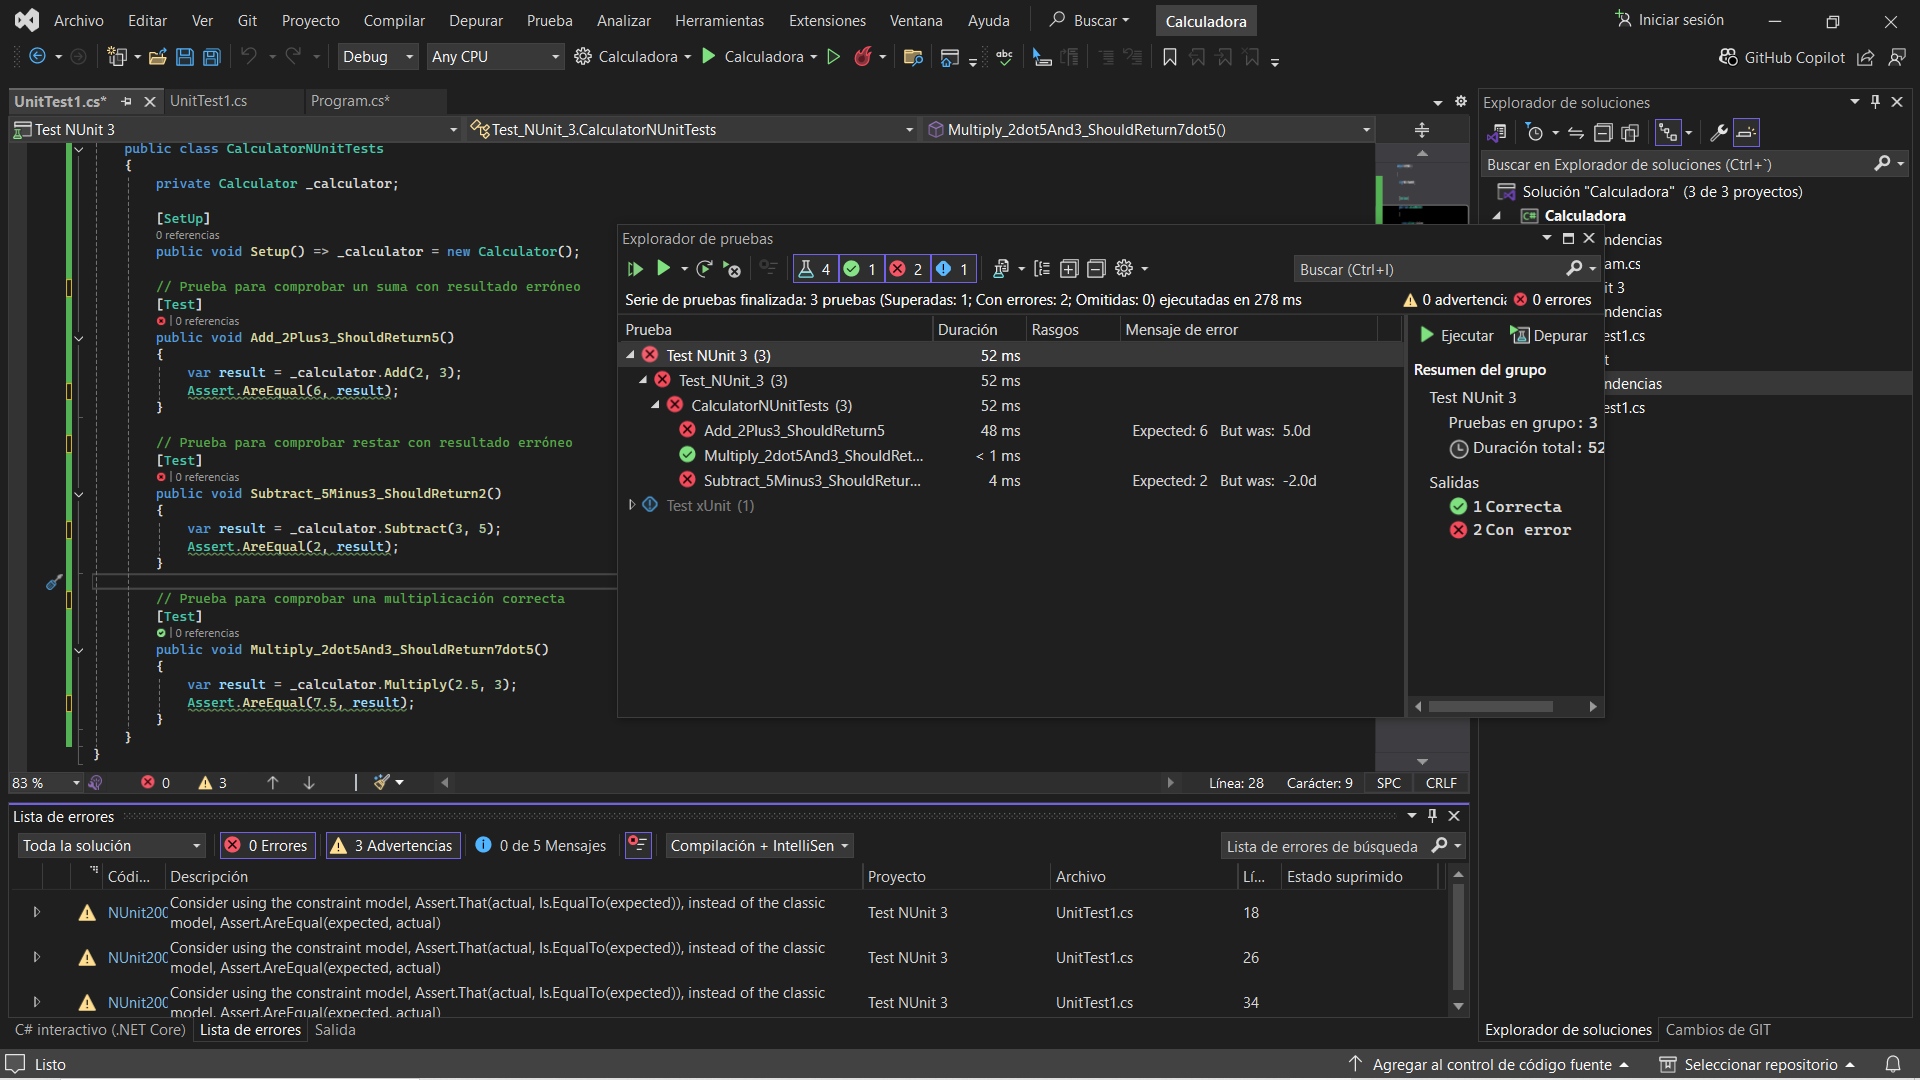 Archivo Editar Ver Git Proyecto Compilar Depurar Prueba Analizar Herramientas Extensiones Ventana Ayuda Buscar Calculadora Iniciar sesión
Debug Any CPU Calculadora Calculadora abc GitHub Copilot
UnitTest1.cs* UnitTest1.cs Program.cs*
Test NUnit 3 Test_NUnit_3.CalculatorNUnitTests Multiply_2dot5And3_ShouldReturn7dot5()
public class CalculatorNUnitTests
{
private Calculator _calculator;
[SetUp]
0 referencias
public void Setup() => _calculator = new Calculator();
// Prueba para comprobar un suma con resultado erróneo
[Test]
| 0 referencias
public void Add_2Plus3_ShouldReturn5()
{
var result = _calculator.Add(2, 3);
Assert.AreEqual(6, result);
}
// Prueba para comprobar restar con resultado erróneo
[Test]
| 0 referencias
public void Subtract_5Minus3_ShouldReturn2()
{
var result = _calculator.Subtract(3, 5);
Assert.AreEqual(2, result);
}
// Prueba para comprobar una multiplicación correcta
[Test]
| 0 referencias
public void Multiply_2dot5And3_ShouldReturn7dot5()
{
var result = _calculator.Multiply(2.5, 3);
Assert.AreEqual(7.5, result);
}
}
}
83 % 0 3 Línea: 28 Carácter: 9 SPC CRLF
Explorador de pruebas
4 1 2 1 Buscar (Ctrl+I)
Serie de pruebas finalizada: 3 pruebas (Superadas: 1; Con errores: 2; Omitidas: 0) ejecutadas en 278 ms 0 advertencia 0 errores
Prueba Duración Rasgos Mensaje de error
Test NUnit 3 (3) 52 ms
Test_NUnit_3 (3) 52 ms
CalculatorNUnitTests (3) 52 ms
Add_2Plus3_ShouldReturn5 48 ms Expected: 6 But was: 5.0d
Multiply_2dot5And3_ShouldRet... < 1 ms
Subtract_5Minus3_ShouldRetur... 4 ms Expected: 2 But was: -2.0d
Test xUnit (1)
Ejecutar Depurar
Resumen del grupo
Test NUnit 3
Pruebas en grupo: 3
Duración total: 52
Salidas
1 Correcta
2 Con error
Explorador de soluciones
Buscar en Explorador de soluciones (Ctrl+`)
Solución "Calculadora" (3 de 3 proyectos)
C# Calculadora
ndencias
am.cs
it 3
ndencias
est1.cs
t
ndencias
est1.cs
Lista de errores
Toda la solución 0 Errores 3 Advertencias 0 de 5 Mensajes Compilación + IntelliSen Lista de errores de búsqueda
Códi... Descripción Proyecto Archivo Lí... Estado suprimido
NUnit200 Consider using the constraint model, Assert.That(actual, Is.EqualTo(expected)), instead of the classic model, Assert.AreEqual(expected, actual) Test NUnit 3 UnitTest1.cs 18
NUnit200 Consider using the constraint model, Assert.That(actual, Is.EqualTo(expected)), instead of the classic model, Assert.AreEqual(expected, actual) Test NUnit 3 UnitTest1.cs 26
NUnit200 Consider using the constraint model, Assert.That(actual, Is.EqualTo(expected)), instead of the classic model, Assert.AreEqual(expected, actual) Test NUnit 3 UnitTest1.cs 34
C# interactivo (.NET Core) Lista de errores Salida
Explorador de soluciones Cambios de GIT
Listo Agregar al control de código fuente Seleccionar repositorio